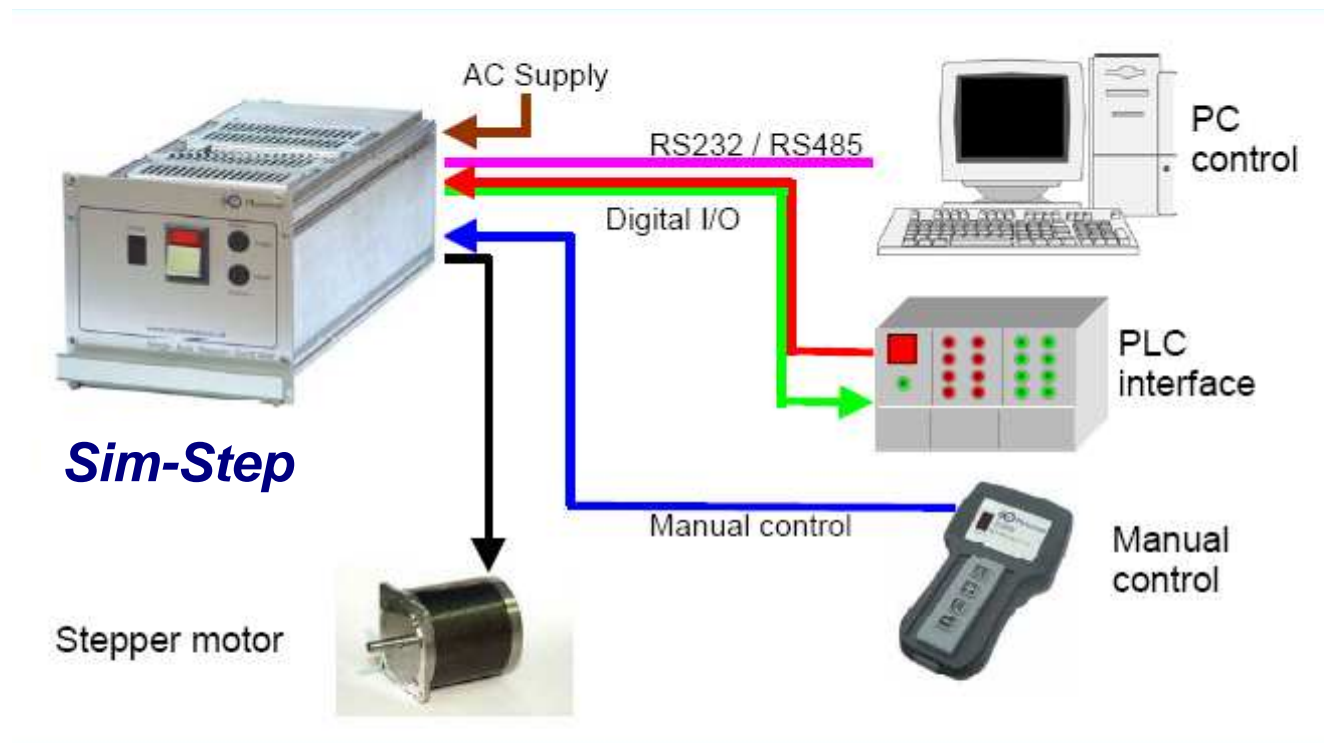 AC Supply
RS232 / RS485
PC
control
Digital I/O
PLC
interface
Sim-Step
Manual control
Manual
control
Stepper motor